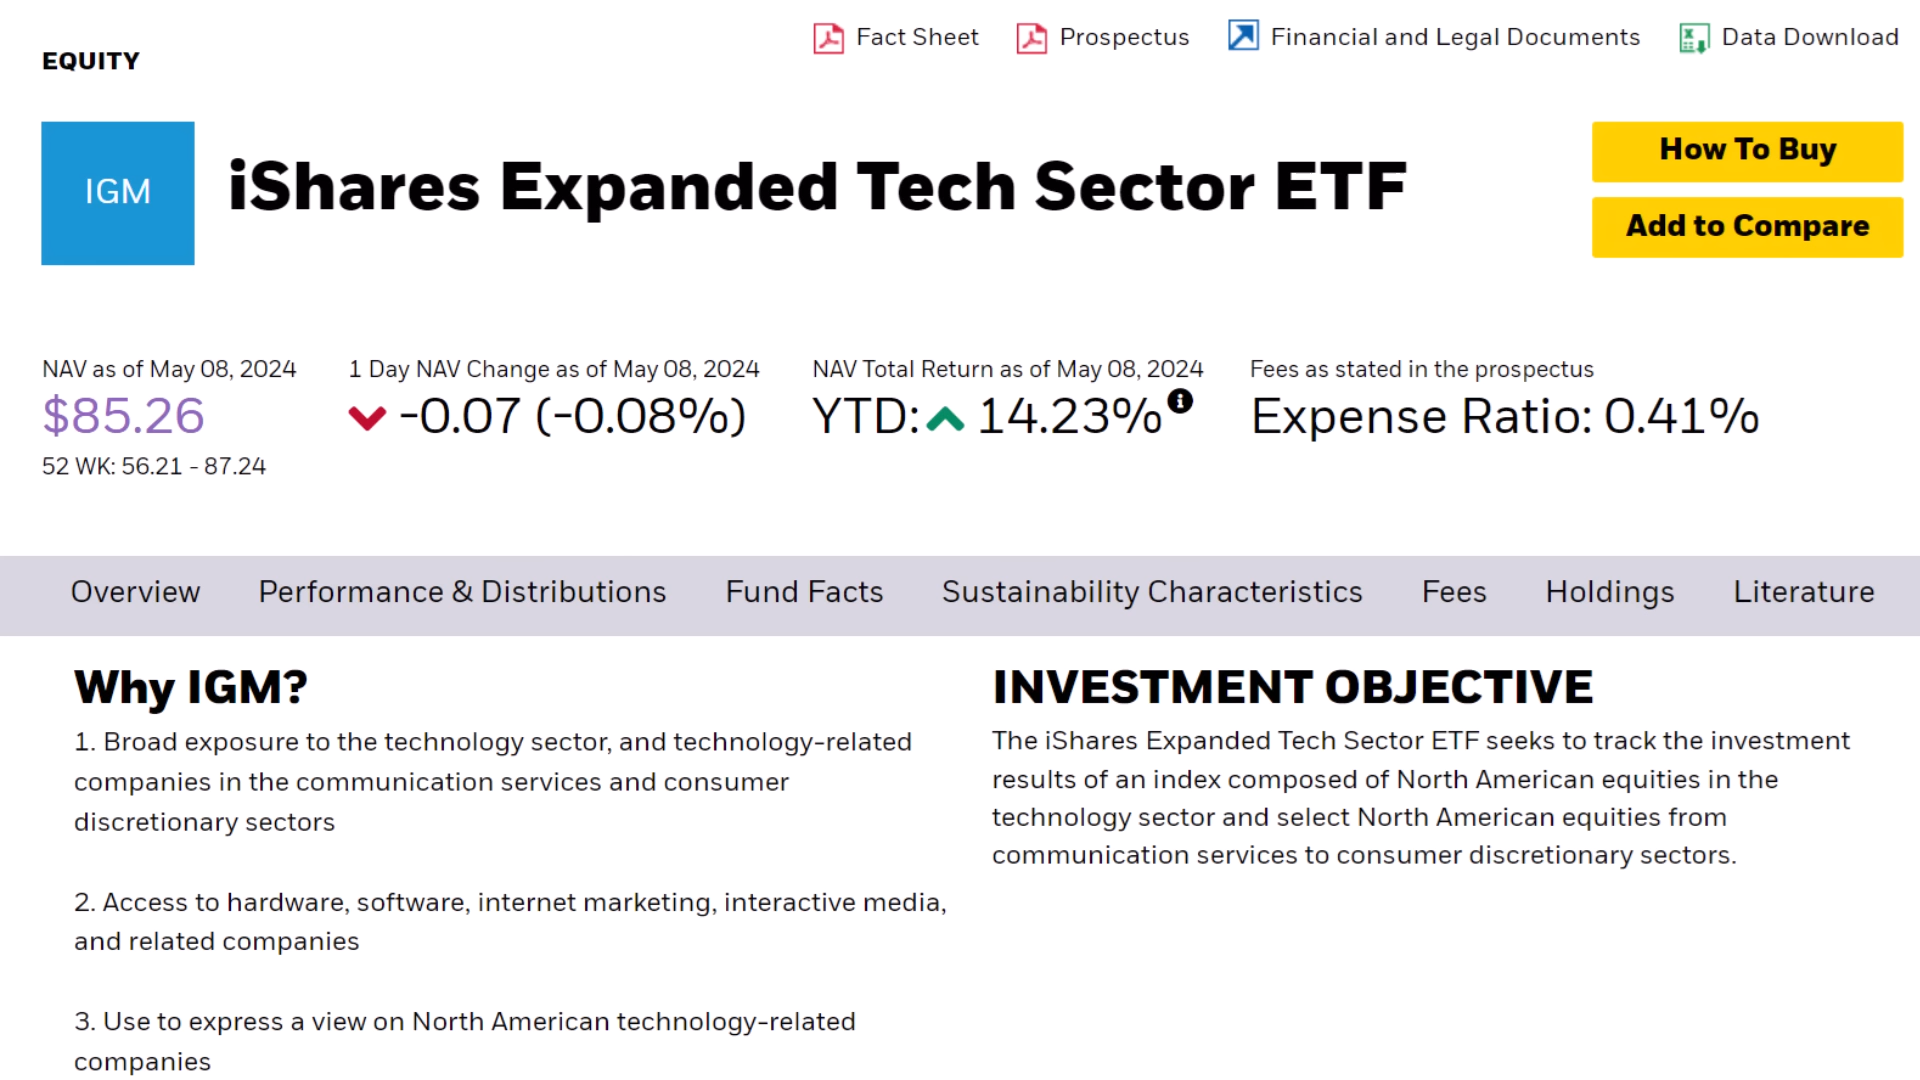 Fact Sheet
Prospectus
Financial and Legal Documents
Data Download
EQUITY
IGM
iShares Expanded Tech Sector ETF
How To Buy
Add to Compare
NAV as of May 08, 2024
$85.26
52 WK: 56.21 - 87.24
1 Day NAV Change as of May 08, 2024
-0.07 (-0.08%)
NAV Total Return as of May 08, 2024
YTD: 14.23%
Fees as stated in the prospectus
Expense Ratio: 0.41%
Overview
Performance & Distributions
Fund Facts
Sustainability Characteristics
Fees
Holdings
Literature
Why IGM?
1. Broad exposure to the technology sector, and technology-related
companies in the communication services and consumer
discretionary sectors
2. Access to hardware, software, internet marketing, interactive media,
and related companies
3. Use to express a view on North American technology-related
companies
INVESTMENT OBJECTIVE
The iShares Expanded Tech Sector ETF seeks to track the investment
results of an index composed of North American equities in the
technology sector and select North American equities from
communication services to consumer discretionary sectors.